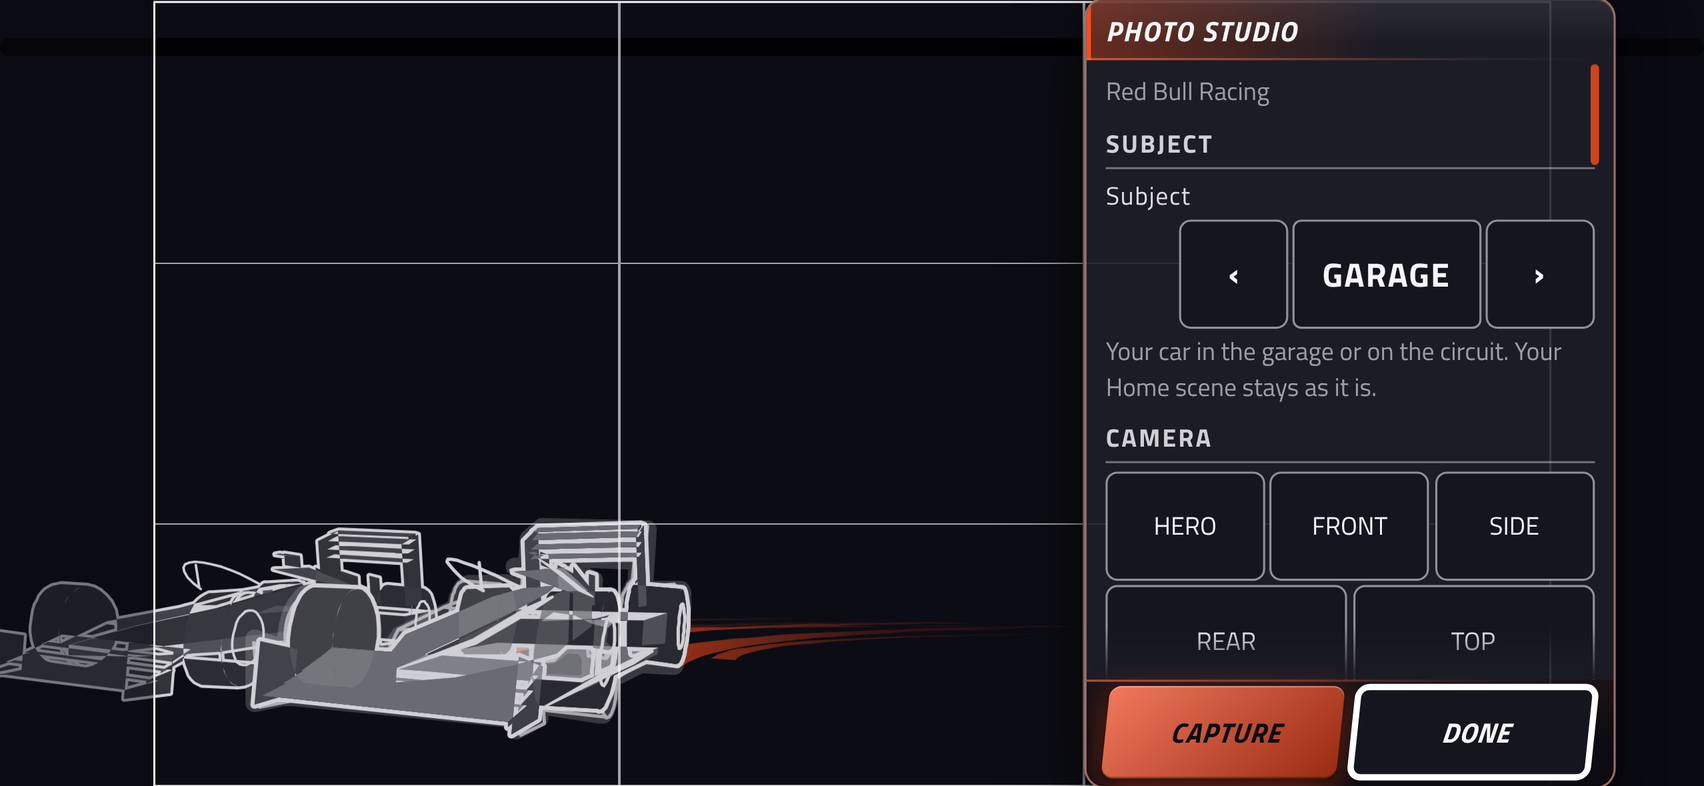 PHOTO STUDIO
Red Bull Racing
SUBJECT
Subject
‹ GARAGE ›
Your car in the garage or on the circuit. Your
Home scene stays as it is.
CAMERA
HERO FRONT SIDE
REAR TOP
CAPTURE DONE